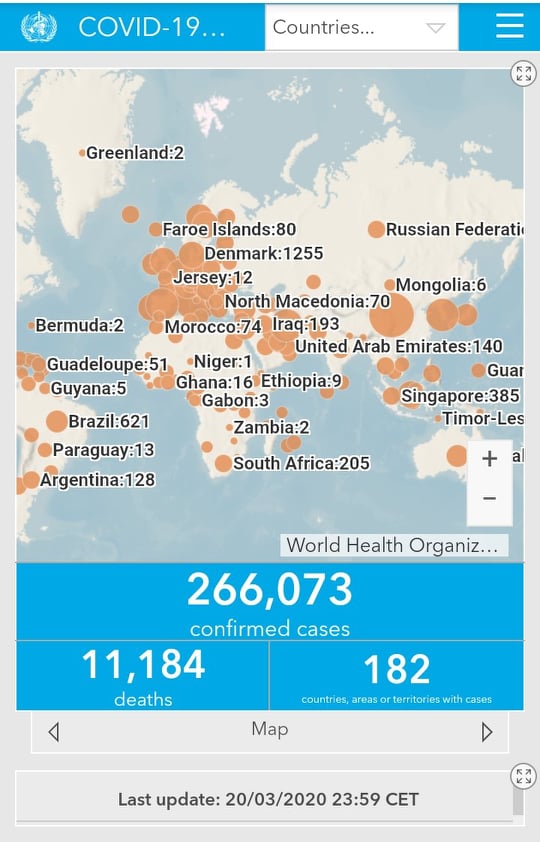 COVID-19...
Countries...
Greenland:2
Faroe Islands:80
Russian Federati
Denmark:1255
Jersey:12
Mongolia:6
North Macedonia:70
Bermuda:2
Morocco:74
Iraq:193
United Arab Emirates:140
Guadeloupe:51
Niger:1
Guar
Guyana:5
Ghana:16
Ethiopia:9
Gabon:3
Singapore:385
Brazil:621
Zambia:2
Timor-Les
Paraguay:13
South Africa:205
al
Argentina:128
+
−
World Health Organiz...
266,073
confirmed cases
11,184
deaths
182
countries, areas or territories with cases
Map
Last update: 20/03/2020 23:59 CET